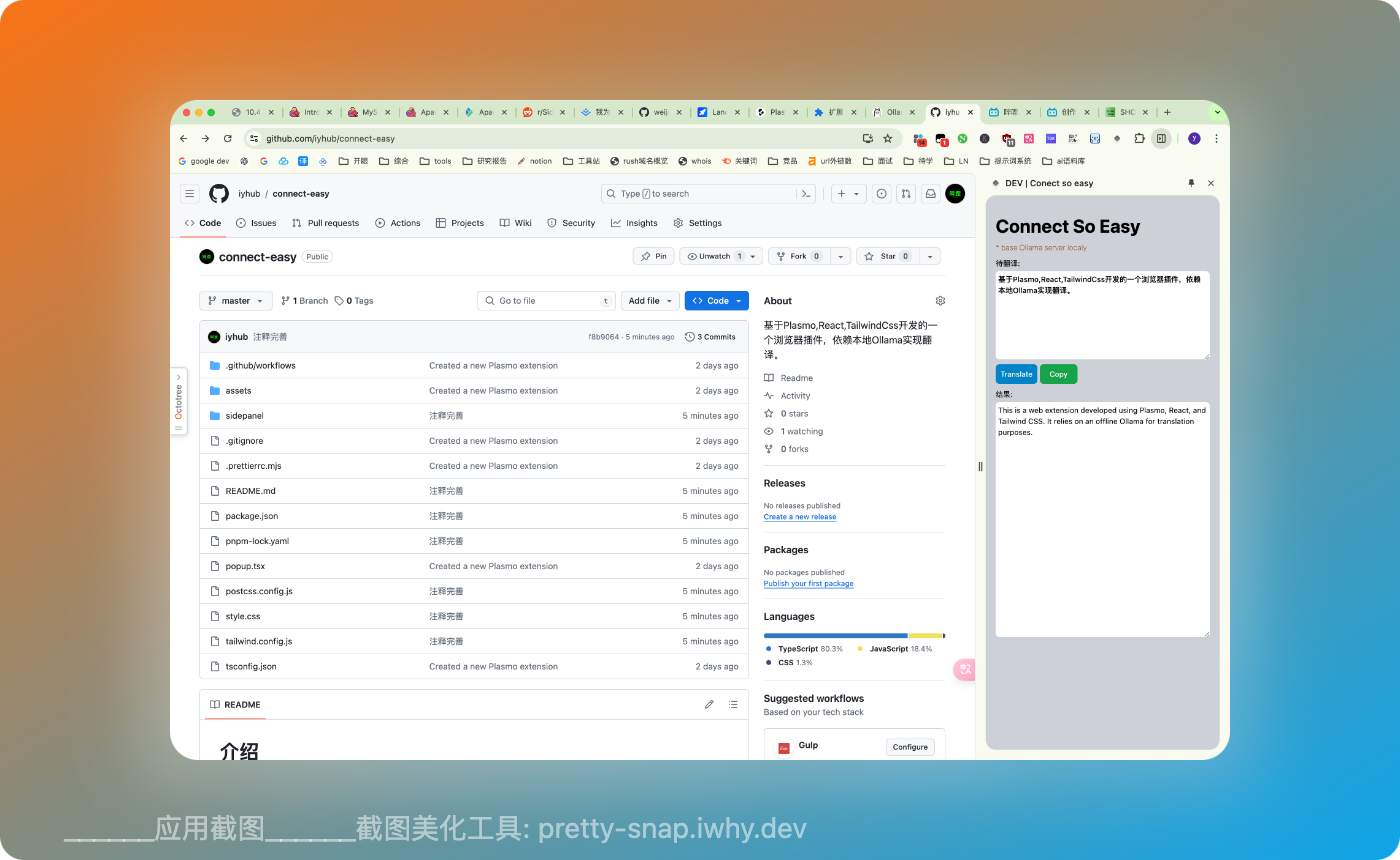 10.4
Intro
MyS
Apac
Apac
r/Sid
我为
weij
Lang
Plas
扩展
Olla
iyhu
哔哩
创作
SHO
github.com/iyhub/connect-easy
14
1
11
y
google dev
开眼
综合
tools
研究报告
notion
工具站
rush域名概览
whois
关键词
竞品
url外链数
面试
待学
LN
提示词系统
ai语料库
iyhub / connect-easy
Type / to search
Code
Issues
Pull requests
Actions
Projects
Wiki
Security
Insights
Settings
connect-easy
Public
Pin
Unwatch 1
Fork 0
Star 0
master
1 Branch
0 Tags
Go to file
t
Add file
Code
iyhub 注释完善
f8b9064 · 5 minutes ago
3 Commits
.github/workflows Created a new Plasmo extension 2 days ago
assets Created a new Plasmo extension 2 days ago
sidepanel 注释完善 5 minutes ago
.gitignore Created a new Plasmo extension 2 days ago
.prettierrc.mjs Created a new Plasmo extension 2 days ago
README.md 注释完善 5 minutes ago
package.json 注释完善 5 minutes ago
pnpm-lock.yaml 注释完善 5 minutes ago
popup.tsx Created a new Plasmo extension 2 days ago
postcss.config.js 注释完善 5 minutes ago
style.css 注释完善 5 minutes ago
tailwind.config.js 注释完善 5 minutes ago
tsconfig.json Created a new Plasmo extension 2 days ago
README
介绍
Octotree
About
基于Plasmo,React,TailwindCss开发的一
个浏览器插件，依赖本地Ollama实现翻
译。
Readme
Activity
0 stars
1 watching
0 forks
Releases
No releases published
Create a new release
Packages
No packages published
Publish your first package
Languages
TypeScript 80.3%
JavaScript 18.4%
CSS 1.3%
Suggested workflows
Based on your tech stack
Gulp
Configure
DEV | Conect so easy
Connect So Easy
* base Ollama server localy
待翻译:
基于Plasmo,React,TailwindCss开发的一个浏览器插件，依赖
本地Ollama实现翻译。
Translate
Copy
结果:
This is a web extension developed using Plasmo, React, and
Tailwind CSS. It relies on an offline Ollama for translation
purposes.
______应用截图______截图美化工具: pretty-snap.iwhy.dev